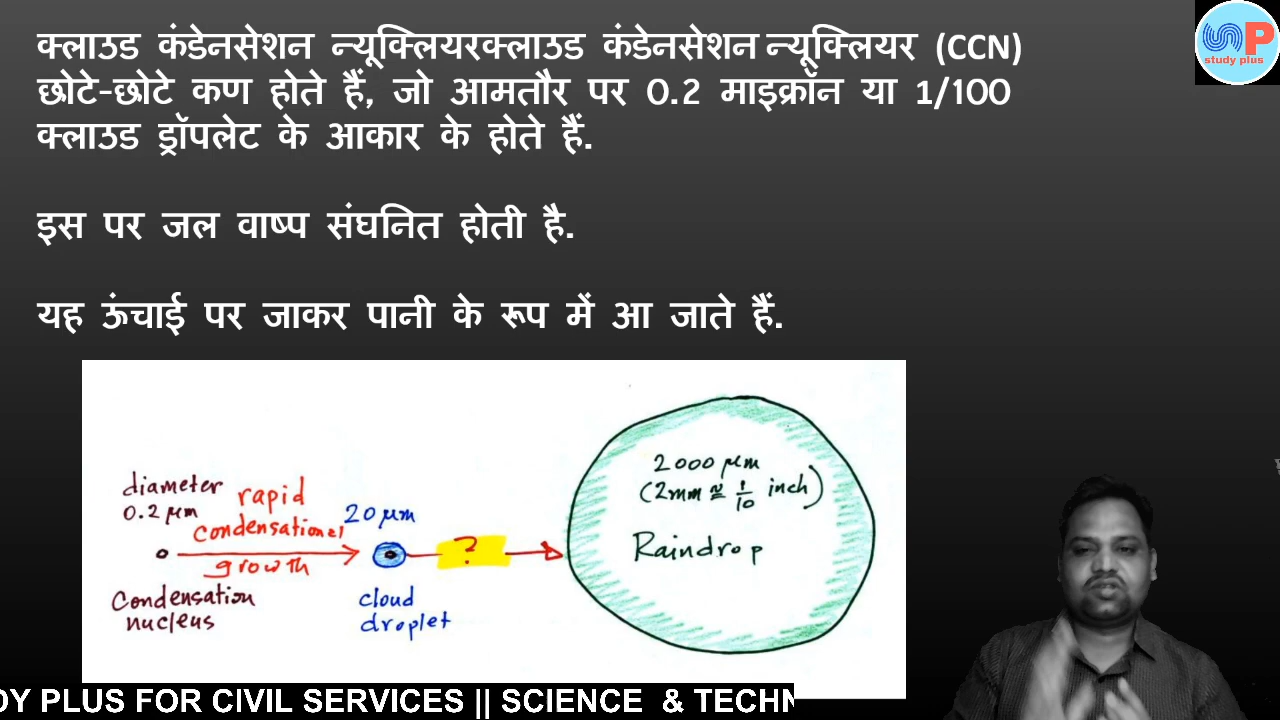 क्लाउड कंडेनसेशन न्यूक्लियरक्लाउड कंडेनसेशन न्यूक्लियर (CCN)
छोटे-छोटे कण होते हैं, जो आमतौर पर 0.2 माइक्रॉन या 1/100
क्लाउड ड्रॉपलेट के आकार के होते हैं.
इस पर जल वाष्प संघनित होती है.
यह ऊंचाई पर जाकर पानी के रूप में आ जाते हैं.
SP
study plus
diameter
0.2 μm
rapid
condensational
growth
Condensation
nucleus
20 μm
?
cloud
droplet
2000 μm
(2mm ≅ 1/10 inch)
Raindrop
DY PLUS FOR CIVIL SERVICES || SCIENCE & TECHN